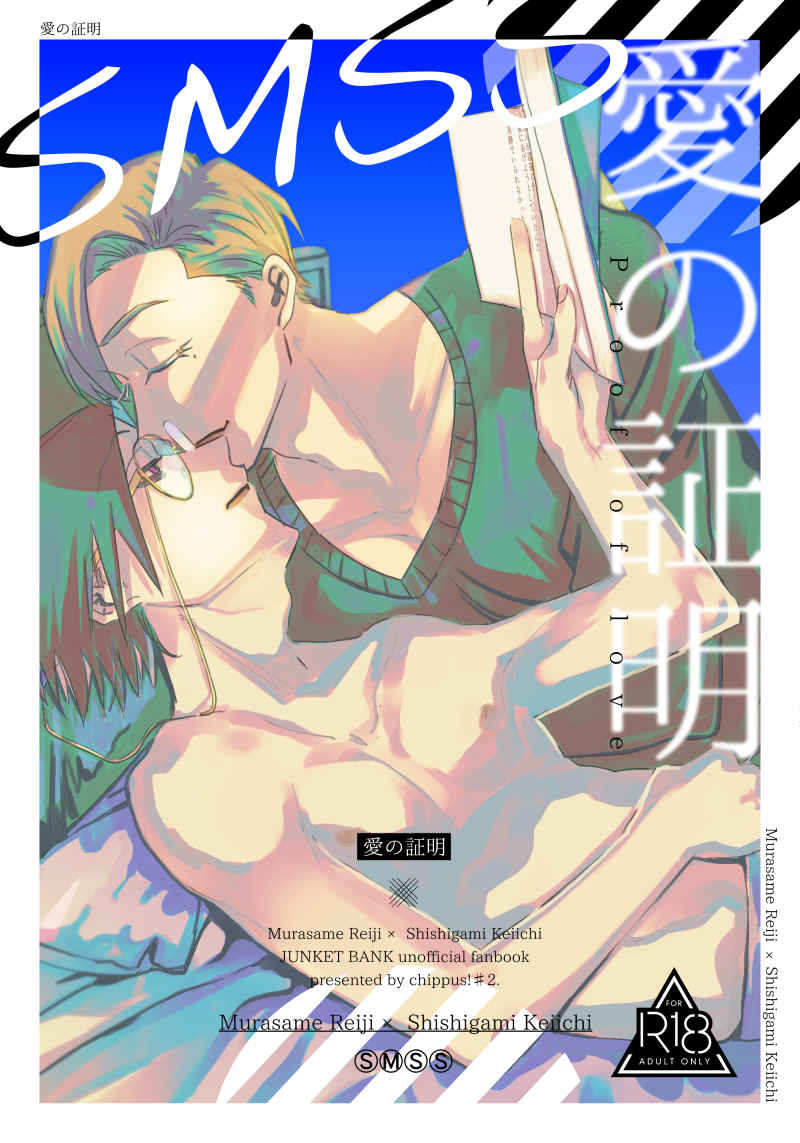 愛の証明
SMSS
愛の証明
Proof of love
愛の証明
Murasame Reiji × Shishigami Keiichi
JUNKET BANK unofficial fanbook
presented by chippus!♯2.
Murasame Reiji × Shishigami Keiichi
ⓈⓂⓈⓈ
FOR
R18
ADULT ONLY
Murasame Reiji × Shishigami Keiichi